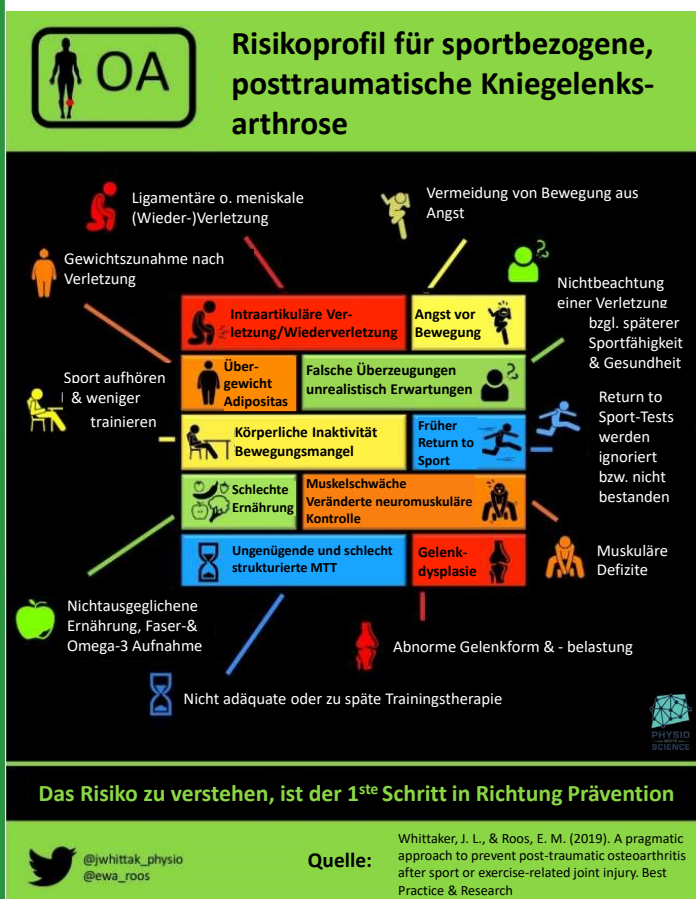 OA
Risikoprofil für sportbezogene,
posttraumatische Kniegelenks-
arthrose
Ligamentäre o. meniskale
(Wieder-)Verletzung
Vermeidung von Bewegung aus
Angst
Gewichtszunahme nach
Verletzung
Nichtbeachtung
einer Verletzung
bzgl. späterer
Sportfähigkeit
& Gesundheit
Intraartikuläre Ver-
letzung/Wiederverletzung
Angst vor
Bewegung
Über-
gewicht
Adipositas
Falsche Überzeugungen
unrealistisch Erwartungen
Sport aufhören
& weniger
trainieren
Return to
Sport-Tests
werden
ignoriert
bzw. nicht
bestanden
Körperliche Inaktivität
Bewegungsmangel
Früher
Return to
Sport
Schlechte
Ernährung
Muskelschwäche
Veränderte neuromuskuläre
Kontrolle
Ungenügende und schlecht
strukturierte MTT
Gelenk-
dysplasie
Muskuläre
Defizite
Nichtausgeglichene
Ernährung, Faser-&
Omega-3 Aufnahme
Abnorme Gelenkform & - belastung
Nicht adäquate oder zu späte Trainingstherapie
PHYSIO
MEETS
SCIENCE
Das Risiko zu verstehen, ist der 1ste Schritt in Richtung Prävention
@jwhittak_physio
@ewa_roos
Quelle:
Whittaker, J. L., & Roos, E. M. (2019). A pragmatic
approach to prevent post-traumatic osteoarthritis
after sport or exercise-related joint injury. Best
Practice & Research